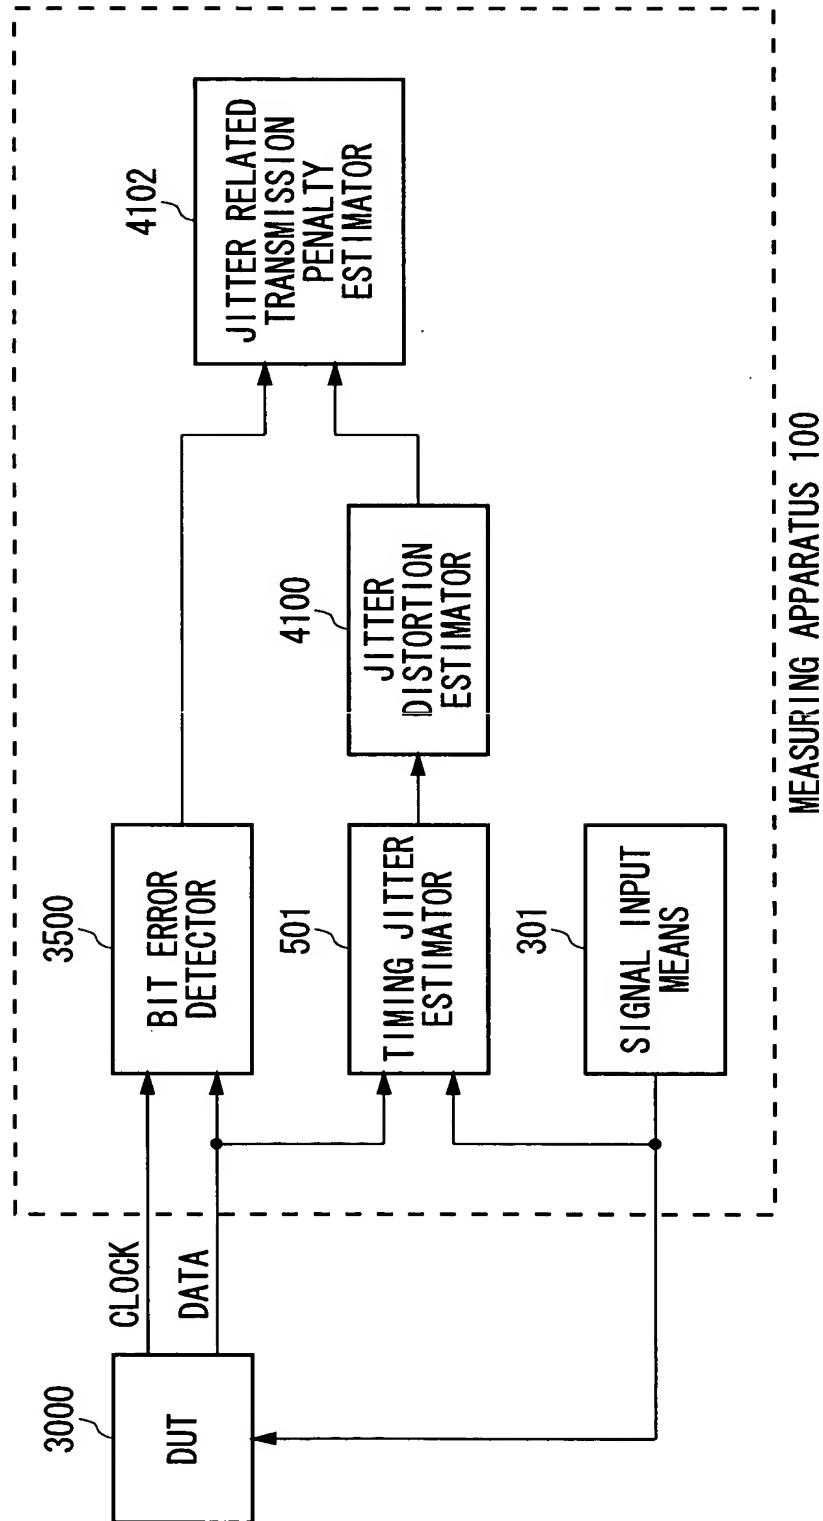 3000
DUT
CLOCK
DATA
3500
BIT ERROR
DETECTOR
501
TIMING JITTER
ESTIMATOR
301
SIGNAL INPUT
MEANS
4100
JITTER
DISTORTION
ESTIMATOR
4102
JITTER RELATED
TRANSMISSION
PENALTY
ESTIMATOR
MEASURING APPARATUS 100